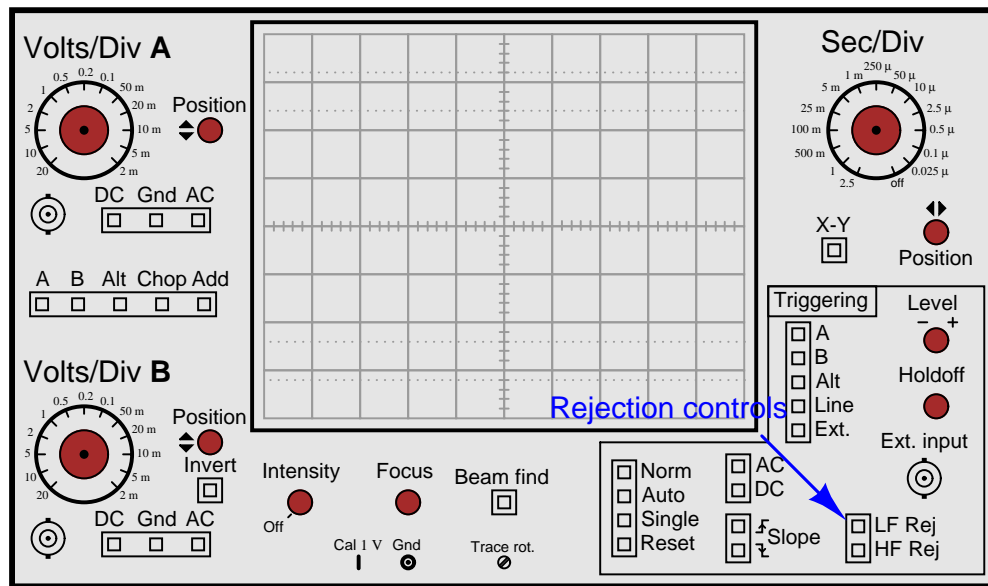 Volts/Div A
0.5 0.2 0.1
1 50 m
2 20 m
5 10 m
10 5 m
20 2 m
Position
DC Gnd AC
A B Alt Chop Add
Volts/Div B
0.5 0.2 0.1
1 50 m
2 20 m
5 10 m
10 5 m
20 2 m
Position
Invert
DC Gnd AC
Intensity
Off
Focus
Beam find
Cal 1 V Gnd
Trace rot.
Sec/Div
250 µ
1 m 50 µ
5 m 10 µ
25 m 2.5 µ
100 m 0.5 µ
500 m 0.1 µ
1 0.025 µ
2.5 off
X-Y
Position
Triggering
A
B
Alt
Line
Ext.
Level
− +
Holdoff
Ext. input
Rejection controls
Norm
Auto
Single
Reset
AC
DC
Slope
LF Rej
HF Rej